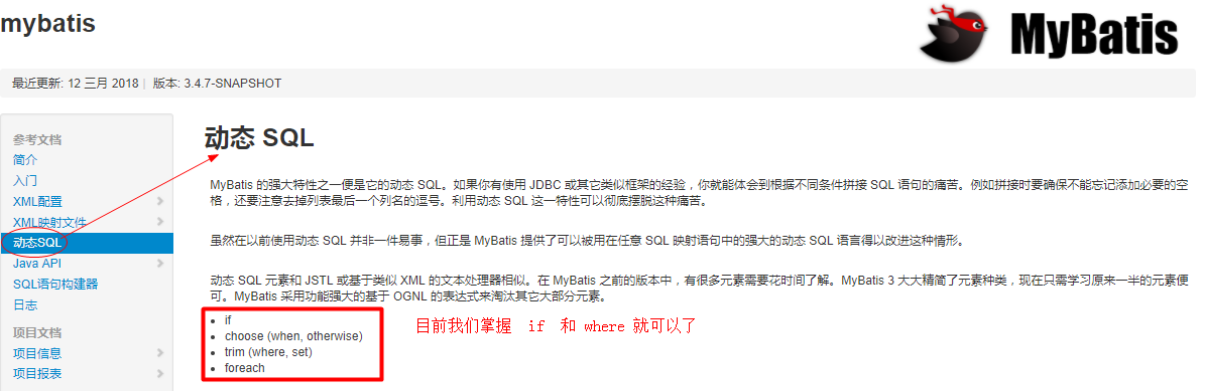 mybatis
MyBatis
最近更新: 12 三月 2018 | 版本: 3.4.7-SNAPSHOT
参考文档
简介
入门
XML配置
XML映射文件
动态SQL
Java API
SQL语句构建器
日志
项目文档
项目信息
项目报表
动态 SQL
MyBatis 的强大特性之一便是它的动态 SQL。如果你有使用 JDBC 或其它类似框架的经验，你就能体会到根据不同条件拼接 SQL 语句的痛苦。例如拼接时要确保不能忘记添加必要的空
格，还要注意去掉列表最后一个列名的逗号。利用动态 SQL 这一特性可以彻底摆脱这种痛苦。
虽然在以前使用动态 SQL 并非一件易事，但正是 MyBatis 提供了可以被用在任意 SQL 映射语句中的强大的动态 SQL 语言得以改进这种情形。
动态 SQL 元素和 JSTL 或基于类似 XML 的文本处理器相似。在 MyBatis 之前的版本中，有很多元素需要花时间了解。MyBatis 3 大大精简了元素种类，现在只需学习原来一半的元素便
可。MyBatis 采用功能强大的基于 OGNL 的表达式来淘汰其它大部分元素。
if
choose (when, otherwise)
trim (where, set)
foreach
目前我们掌握 if 和 where 就可以了